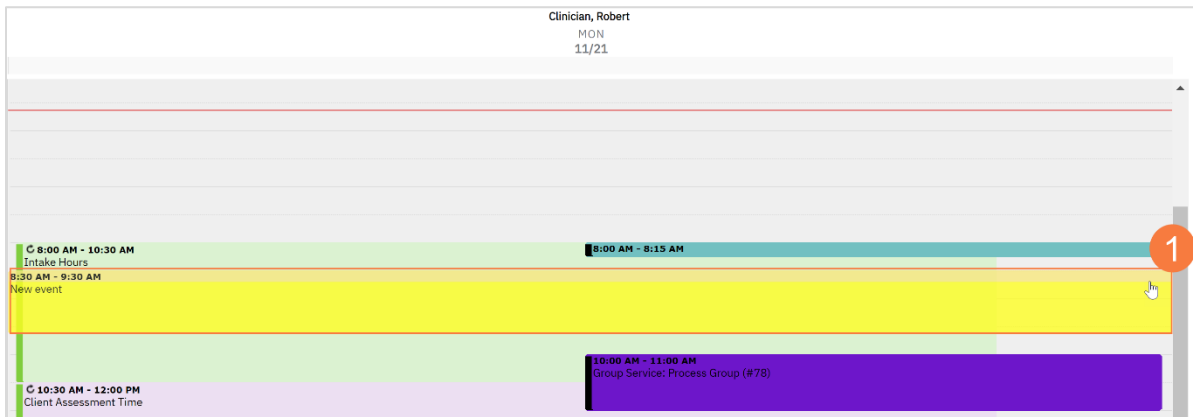 Clinician, Robert
MON
11/21
8:00 AM - 10:30 AM
Intake Hours
8:00 AM - 8:15 AM
1
8:30 AM - 9:30 AM
New event
10:00 AM - 11:00 AM
Group Service: Process Group (#78)
10:30 AM - 12:00 PM
Client Assessment Time